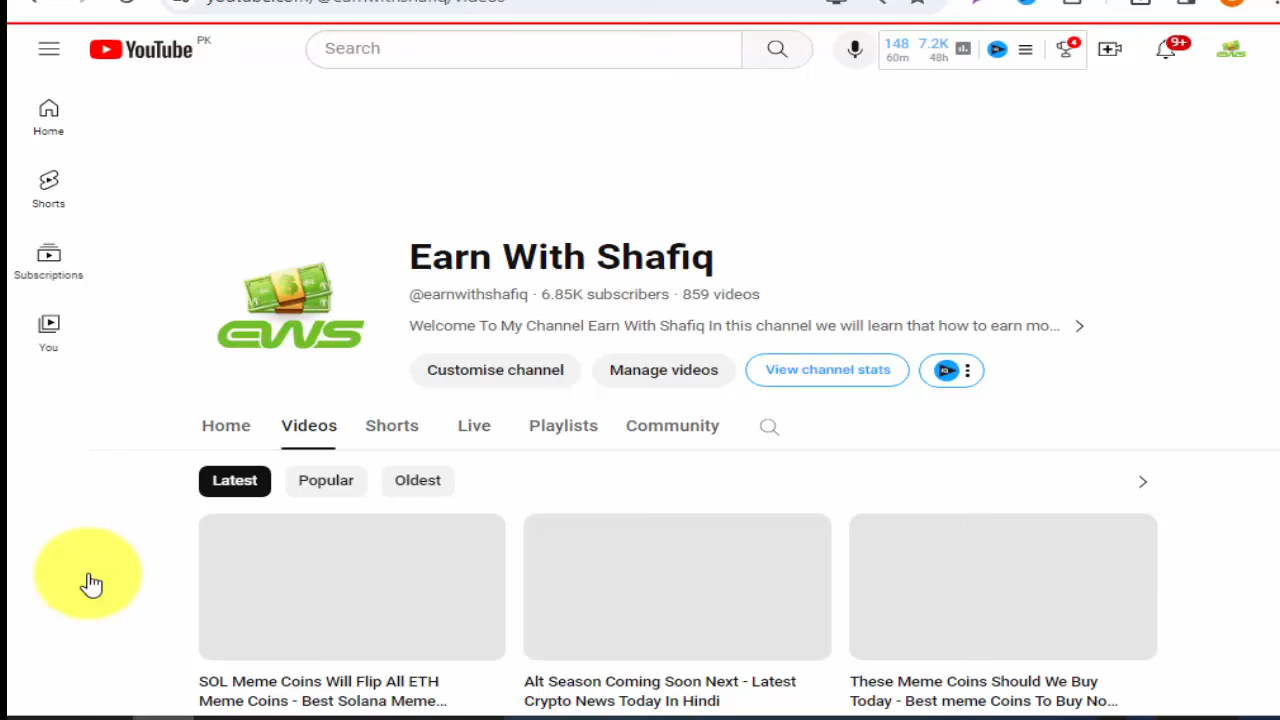 YouTube PK
Search
148 7.2K
60m 48h
4
9+
EWS
Home
Shorts
Subscriptions
You
EWS
Earn With Shafiq
@earnwithshafiq · 6.85K subscribers · 859 videos
Welcome To My Channel Earn With Shafiq In this channel we will learn that how to earn mo...
Customise channel
Manage videos
View channel stats
Home
Videos
Shorts
Live
Playlists
Community
Latest
Popular
Oldest
SOL Meme Coins Will Flip All ETH
Meme Coins - Best Solana Meme...
Alt Season Coming Soon Next - Latest
Crypto News Today In Hindi
These Meme Coins Should We Buy
Today - Best meme Coins To Buy No...